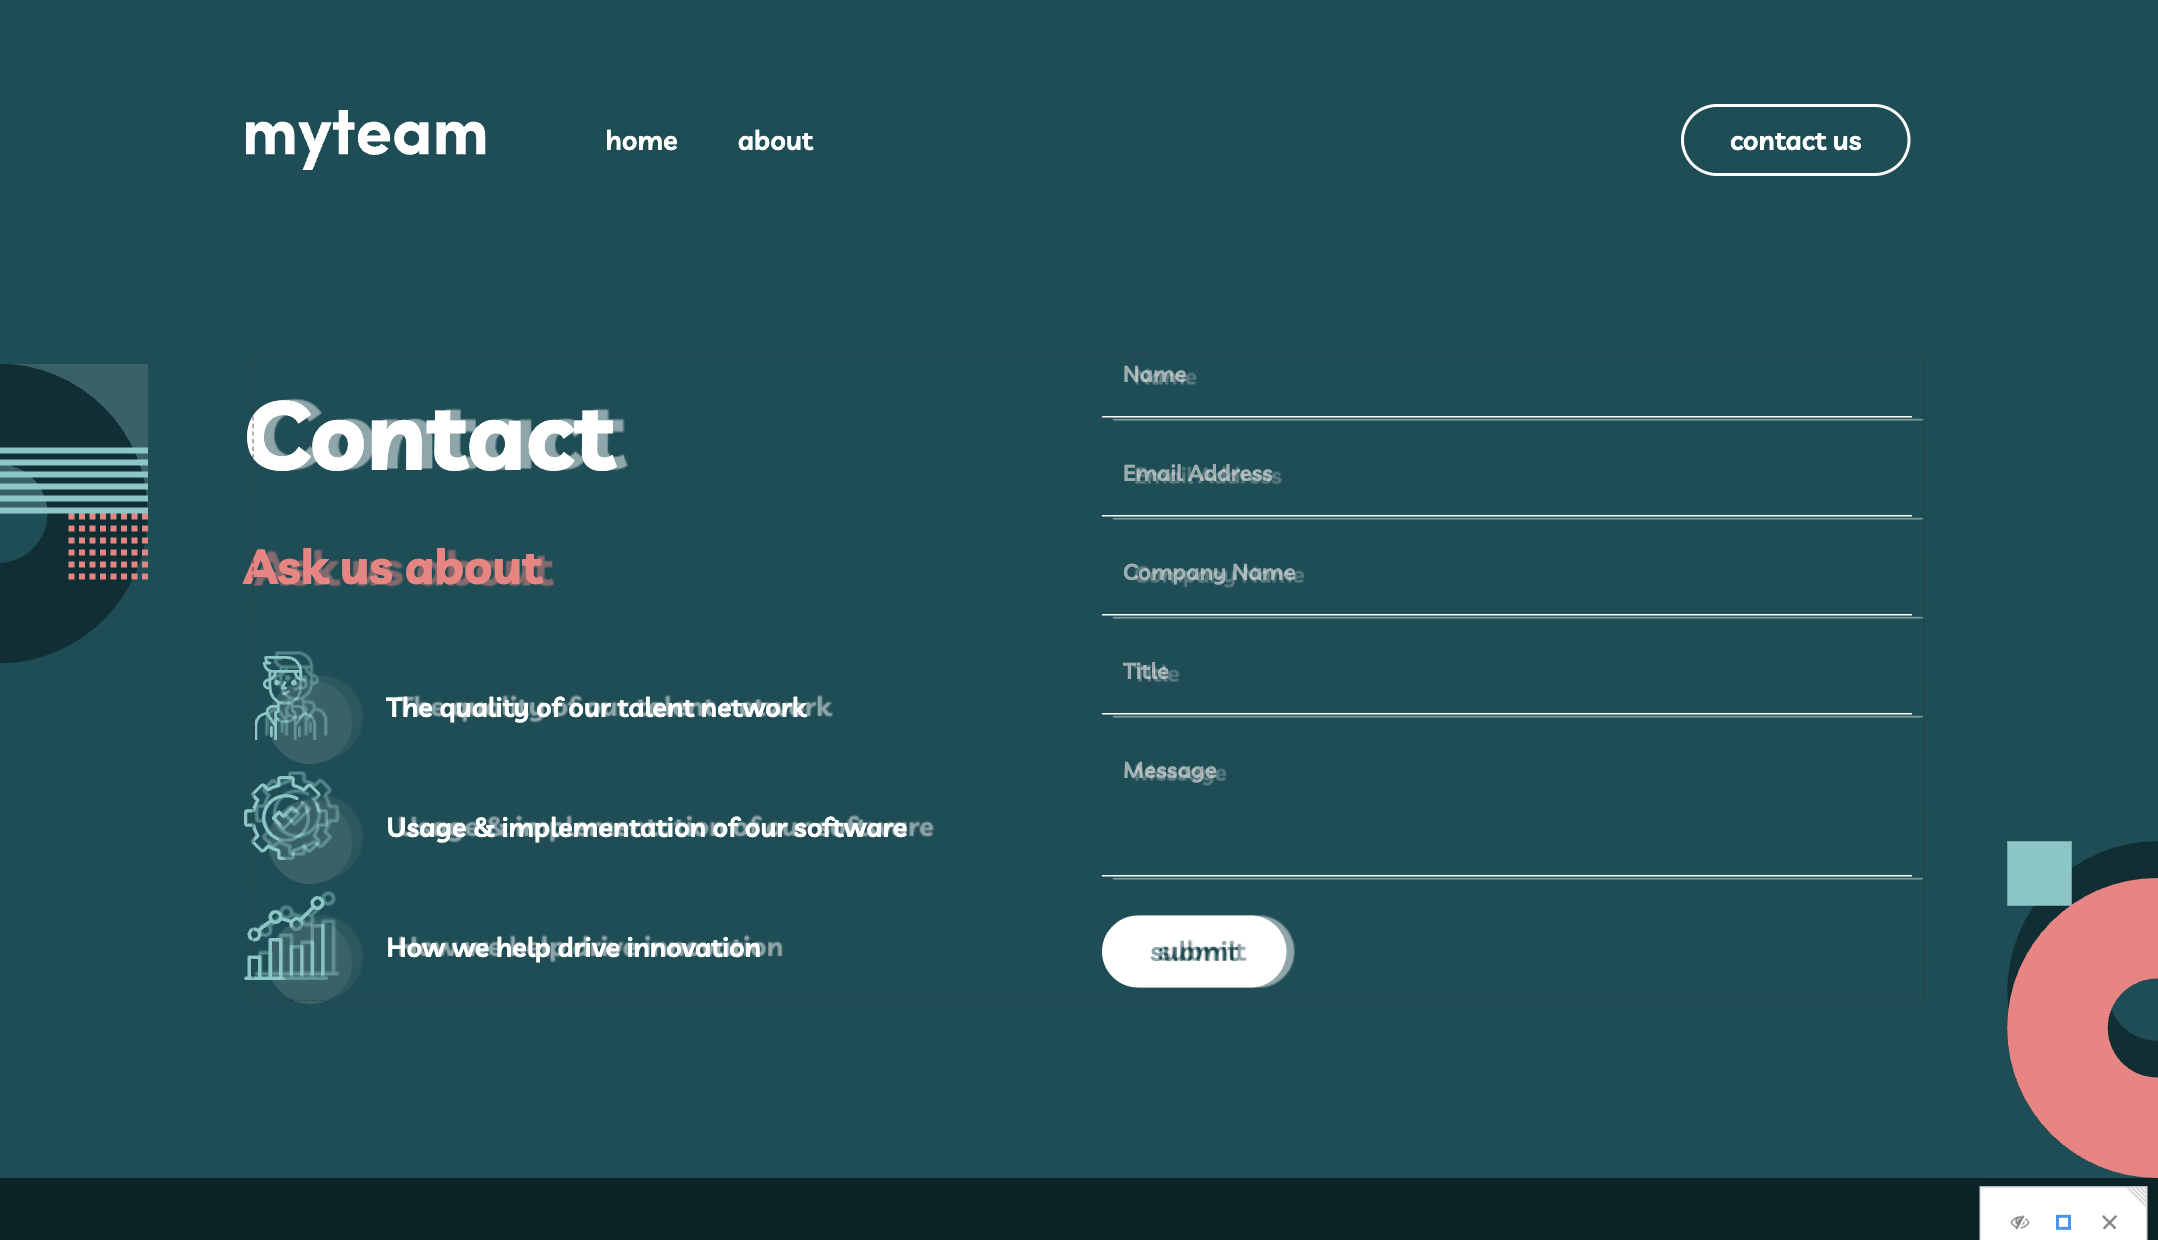 myteam
home
about
contact us
Contact
Ask us about
The quality of our talent network
Usage & implementation of our software
How we help drive innovation
Name
Email Address
Company Name
Title
Message
submit